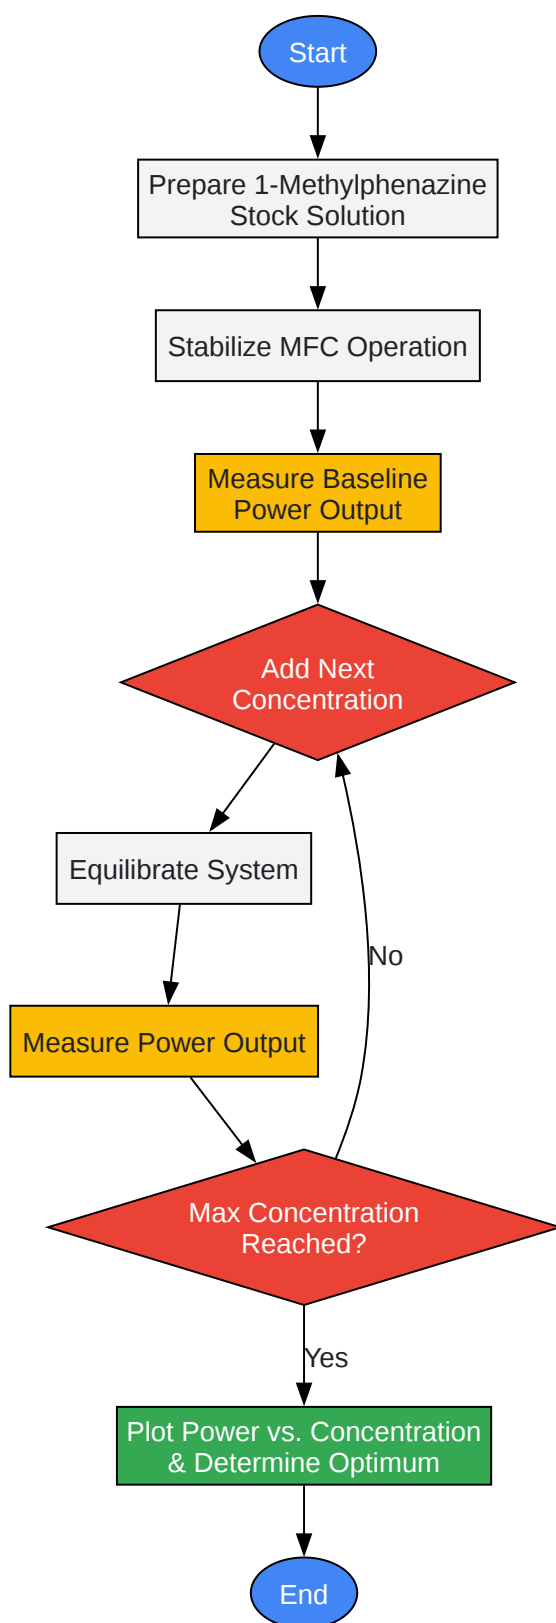 Start
Prepare 1-Methylphenazine
Stock Solution
Stabilize MFC Operation
Measure Baseline
Power Output
Add Next
Concentration
Equilibrate System
No
Measure Power Output
Max Concentration
Reached?
Yes
Plot Power vs. Concentration
& Determine Optimum
End